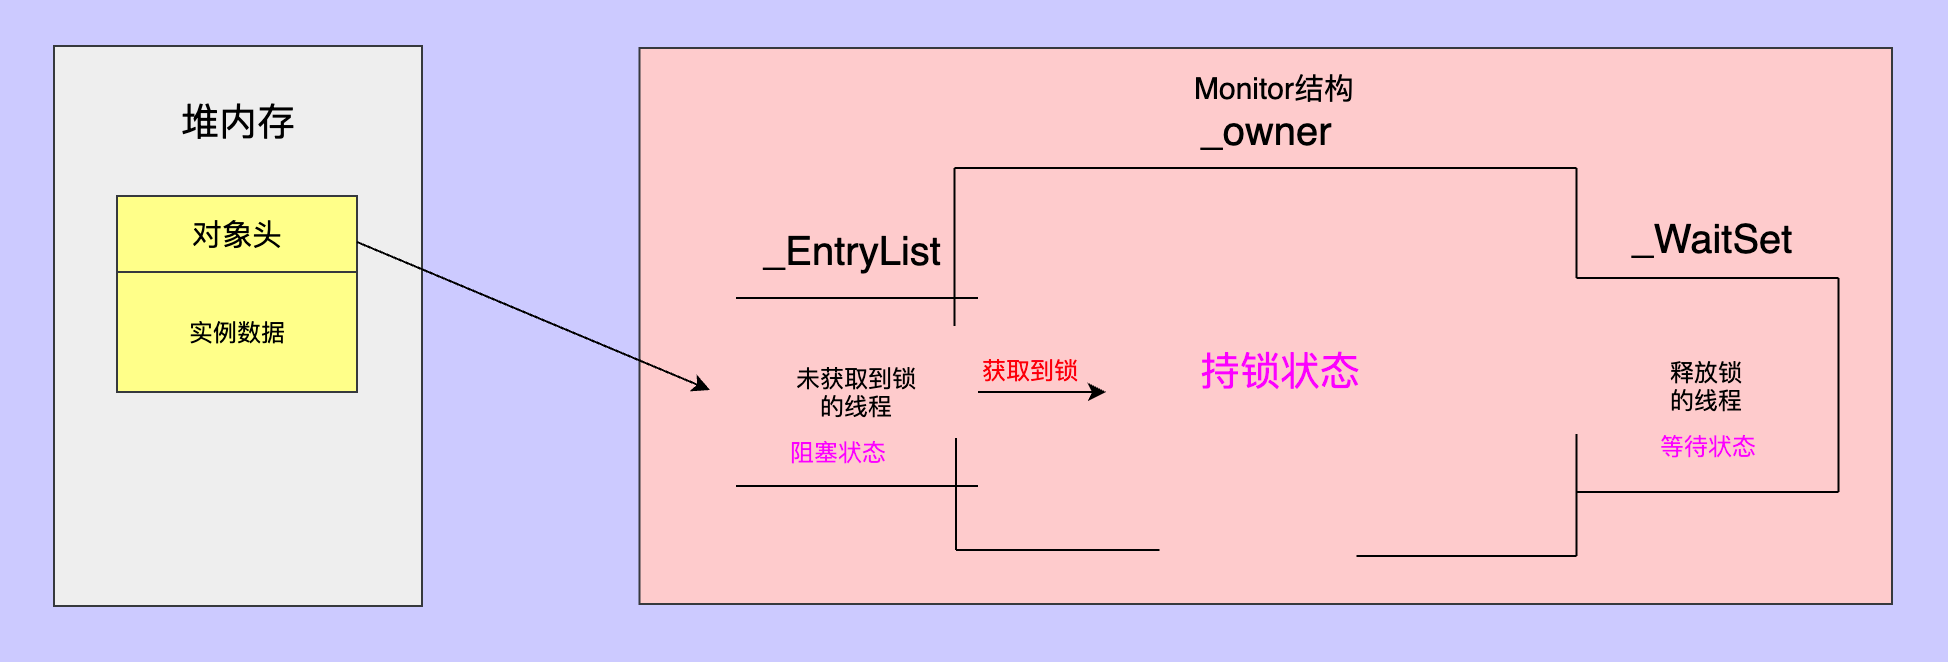 堆内存
对象头
实例数据
Monitor结构
_owner
_EntryList
_WaitSet
未获取到锁
的线程
阻塞状态
获取到锁
持锁状态
释放锁
的线程
等待状态